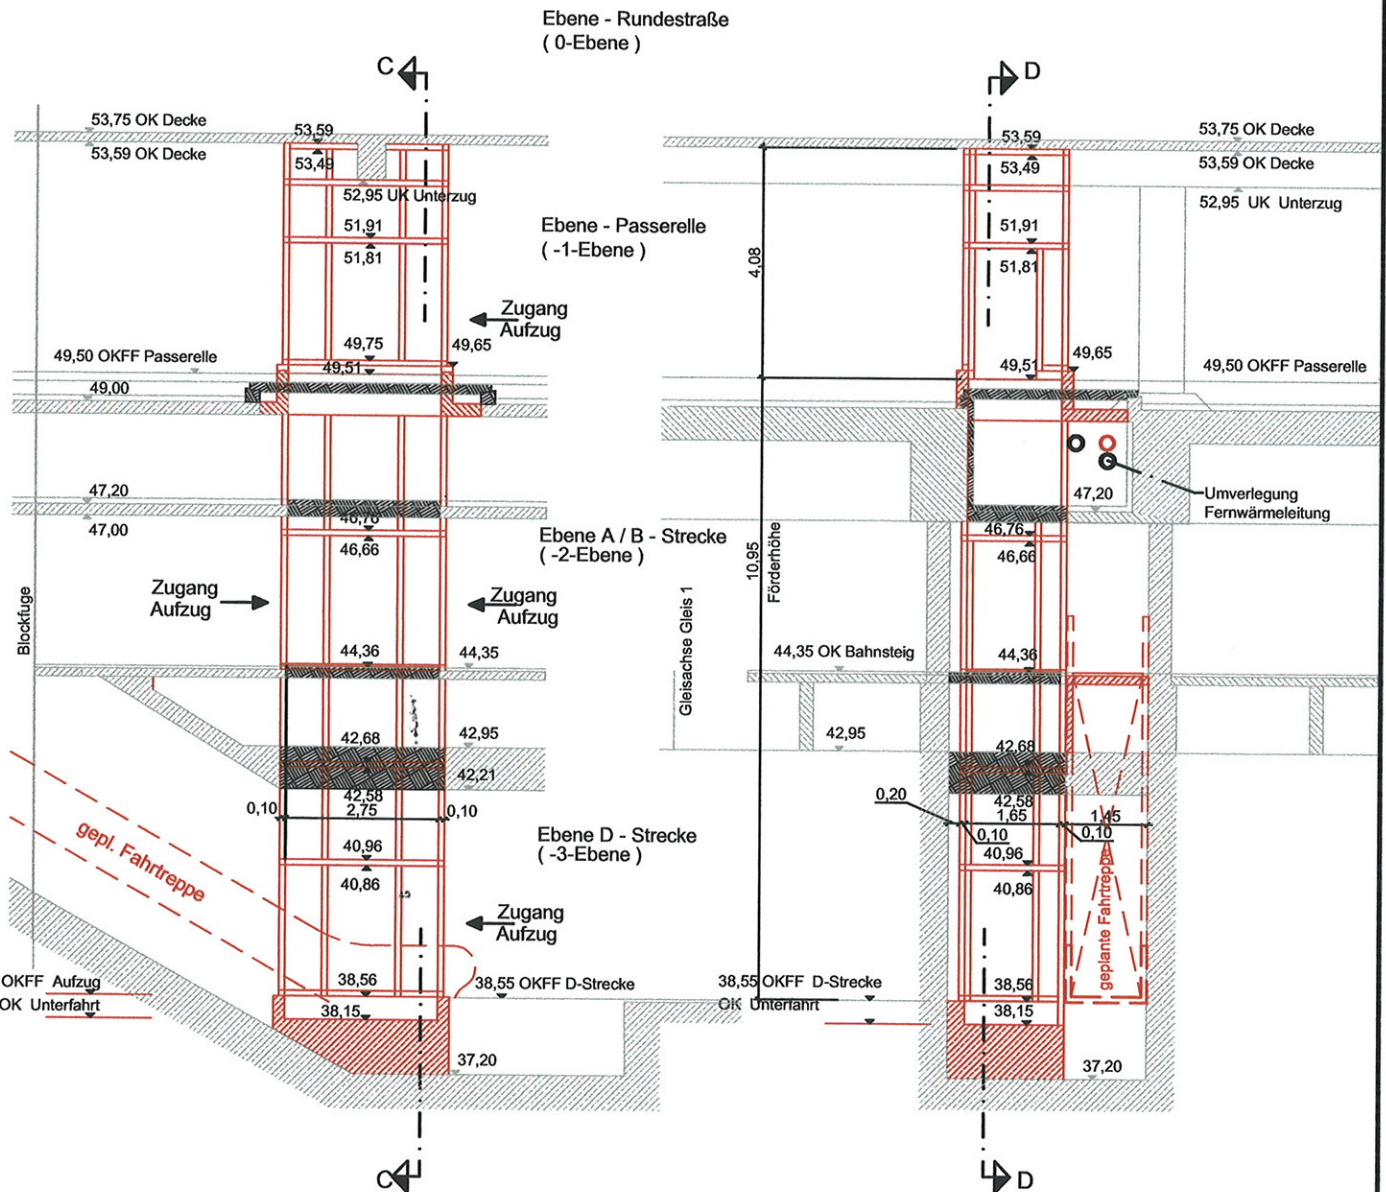 Ebene - Rundestraße
( 0-Ebene )
C
D
53,75 OK Decke
53,59
53,59 OK Decke
53,49
52,95 UK Unterzug
53,59
53,75 OK Decke
53,49
53,59 OK Decke
52,95 UK Unterzug
51,91
51,81
Ebene - Passerelle
( -1-Ebene )
51,91
51,81
4,08
Zugang
Aufzug
49,50 OKFF Passerelle
49,75
49,65
49,51
49,00
49,65
49,51
49,50 OKFF Passerelle
47,20
47,00
46,76
46,66
Ebene A / B - Strecke
( -2-Ebene )
47,20
Umverlegung
Fernwärmeleitung
46,76
46,66
10,95
Förderhöhe
Blockfuge
Zugang
Aufzug
Zugang
Aufzug
Gleisachse Gleis 1
44,36
44,35
44,35 OK Bahnsteig
44,36
42,68
42,95
42,21
42,58
0,10
2,75
0,10
42,95
42,68
42,58
0,20
1,65
0,10
1,45
0,10
gepl. Fahrtreppe
40,96
40,86
Ebene D - Strecke
( -3-Ebene )
40,96
40,86
geplante Fahrtreppe
Zugang
Aufzug
OKFF Aufzug
OK Unterfahrt
38,56
38,15
38,55 OKFF D-Strecke
38,55 OKFF D-Strecke
OK Unterfahrt
38,56
38,15
37,20
37,20
C
D